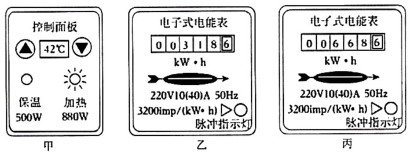 控制面板
42℃
保温 加热
500W 880W
甲
电子式电能表
0 0 3 1 8 6
kW·h
220V10(40)A 50Hz
3200imp/(kW·h)
脉冲指示灯
乙
电子式电能表
0 0 6 6 8 6
kW·h
220V10(40)A 50Hz
3200imp/(kW·h)
脉冲指示灯
丙